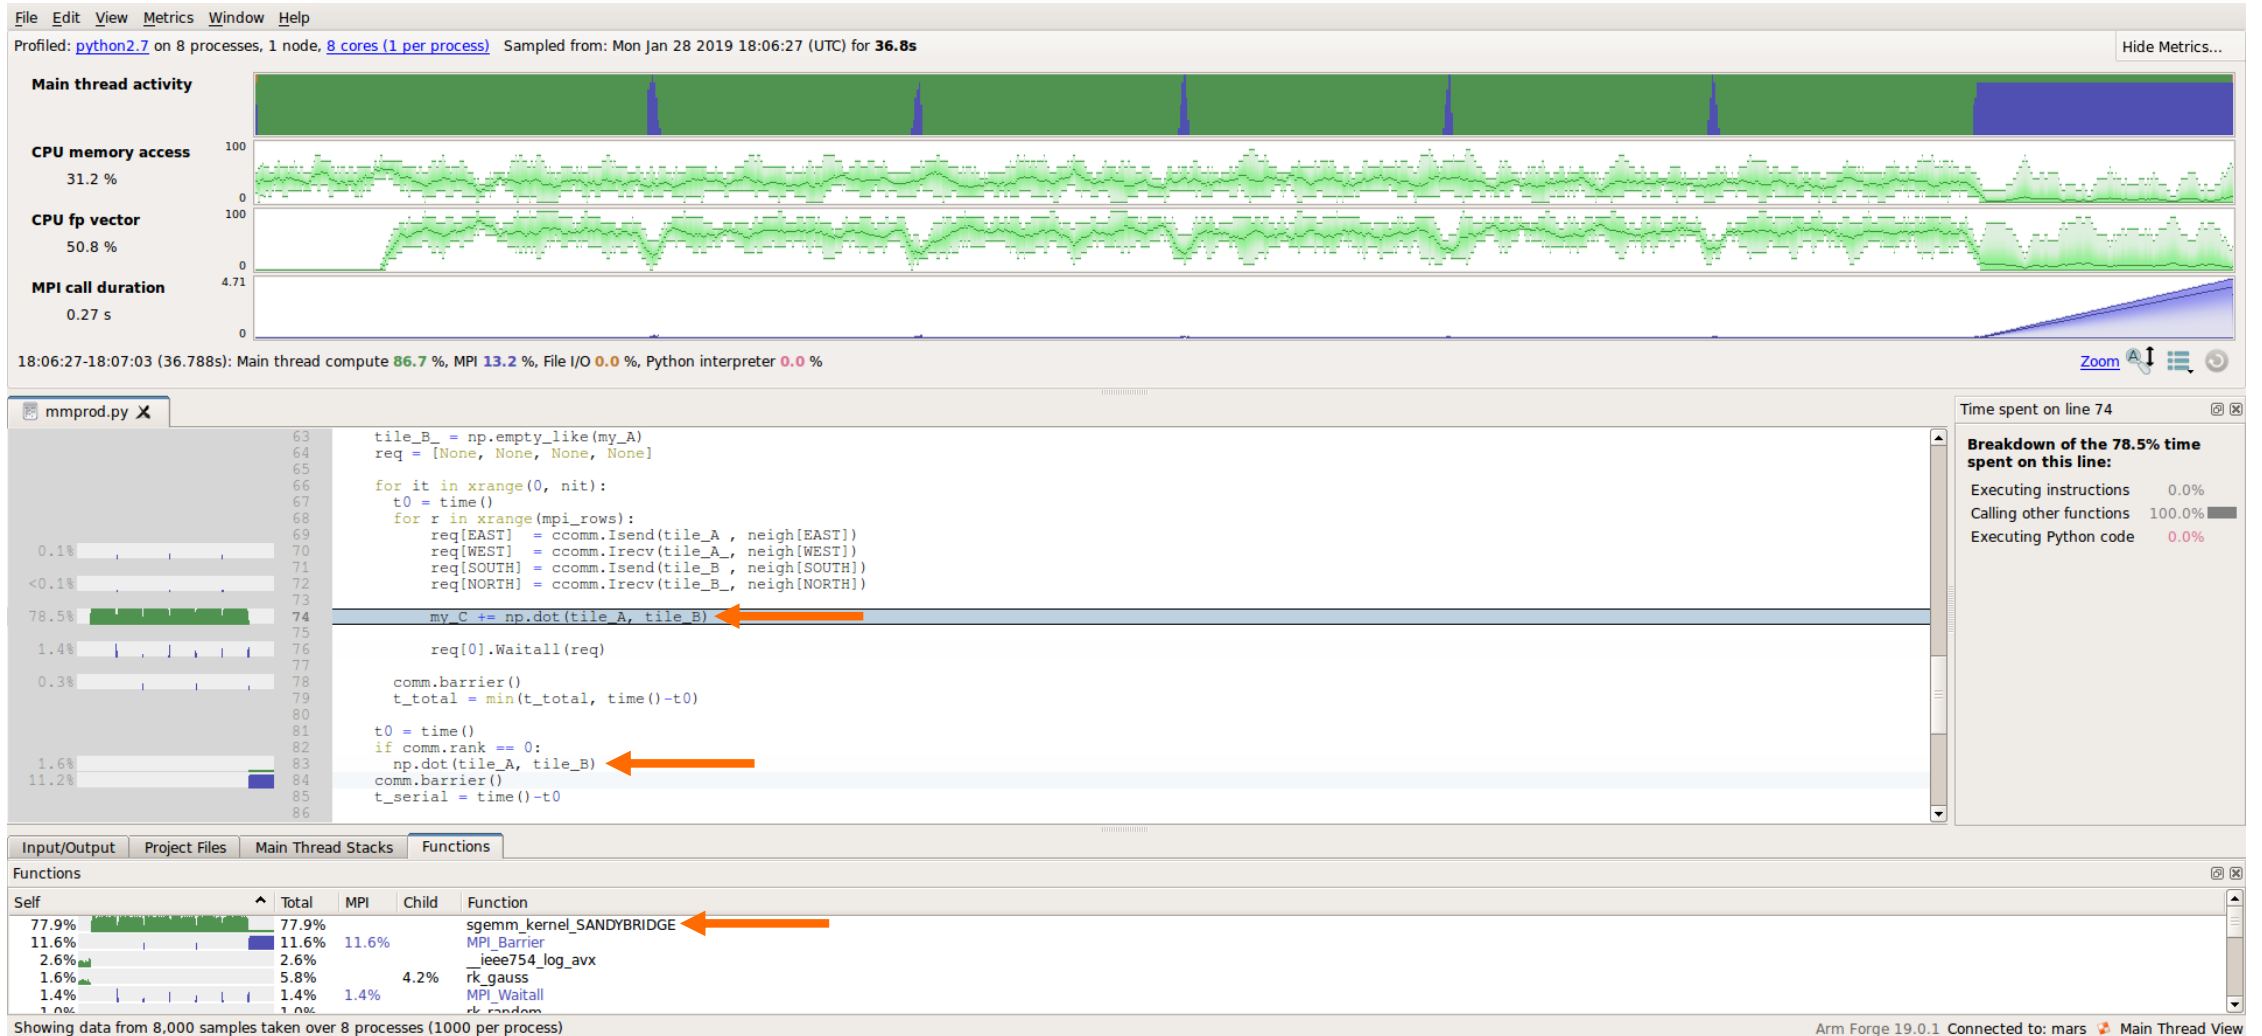 File Edit View Metrics Window Help
Profiled: python2.7 on 8 processes, 1 node, 8 cores (1 per process) Sampled from: Mon Jan 28 2019 18:06:27 (UTC) for 36.8s
Hide Metrics...
Main thread activity
CPU memory access
31.2 %
100
0
CPU fp vector
50.8 %
100
0
MPI call duration
0.27 s
4.71
0
18:06:27-18:07:03 (36.788s): Main thread compute 86.7 %, MPI 13.2 %, File I/O 0.0 %, Python interpreter 0.0 %
Zoom
mmprod.py
63 tile_B_ = np.empty_like(my_A)
64 req = [None, None, None, None]
65
66 for it in xrange(0, nit):
67 t0 = time()
68 for r in xrange(mpi_rows):
69 req[EAST] = ccomm.Isend(tile_A , neigh[EAST])
0.1% 70 req[WEST] = ccomm.Irecv(tile_A_, neigh[WEST])
71 req[SOUTH] = ccomm.Isend(tile_B , neigh[SOUTH])
<0.1% 72 req[NORTH] = ccomm.Irecv(tile_B_, neigh[NORTH])
73
78.5% 74 my_C += np.dot(tile_A, tile_B)
75
1.4% 76 req[0].Waitall(req)
77
0.3% 78 comm.barrier()
79 t_total = min(t_total, time()-t0)
80
81 t0 = time()
82 if comm.rank == 0:
1.6% 83 np.dot(tile_A, tile_B)
11.2% 84 comm.barrier()
85 t_serial = time()-t0
86
Time spent on line 74
Breakdown of the 78.5% time
spent on this line:
Executing instructions 0.0%
Calling other functions 100.0%
Executing Python code 0.0%
Input/Output Project Files Main Thread Stacks Functions
Functions
Self Total MPI Child Function
77.9% 77.9% sgemm_kernel_SANDYBRIDGE
11.6% 11.6% 11.6% MPI_Barrier
2.6% 2.6% __ieee754_log_avx
1.6% 5.8% 4.2% rk_gauss
1.4% 1.4% 1.4% MPI_Waitall
1.0% 1.0% rk_random
Showing data from 8,000 samples taken over 8 processes (1000 per process)
Arm Forge 19.0.1 Connected to: mars Main Thread View